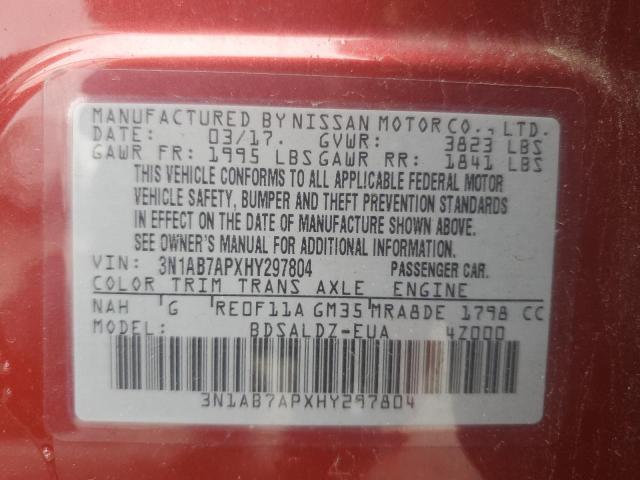 MANUFACTURED BY NISSAN MOTOR CO., LTD.
DATE: 03/17. GVWR: 3823 LBS
GAWR FR: 1995 LBS GAWR RR: 1841 LBS
THIS VEHICLE CONFORMS TO ALL APPLICABLE FEDERAL MOTOR
VEHICLE SAFETY, BUMPER AND THEFT PREVENTION STANDARDS
IN EFFECT ON THE DATE OF MANUFACTURE SHOWN ABOVE.
SEE OWNER'S MANUAL FOR ADDITIONAL INFORMATION.
VIN: 3N1AB7APXHY297804 PASSENGER CAR.
COLOR TRIM TRANS AXLE ENGINE
NAH G RE0F11A GM35 MRA8DE 1798 CC
MODEL: BDSALDZ-EUA 4Z000
3N1AB7APXHY297804